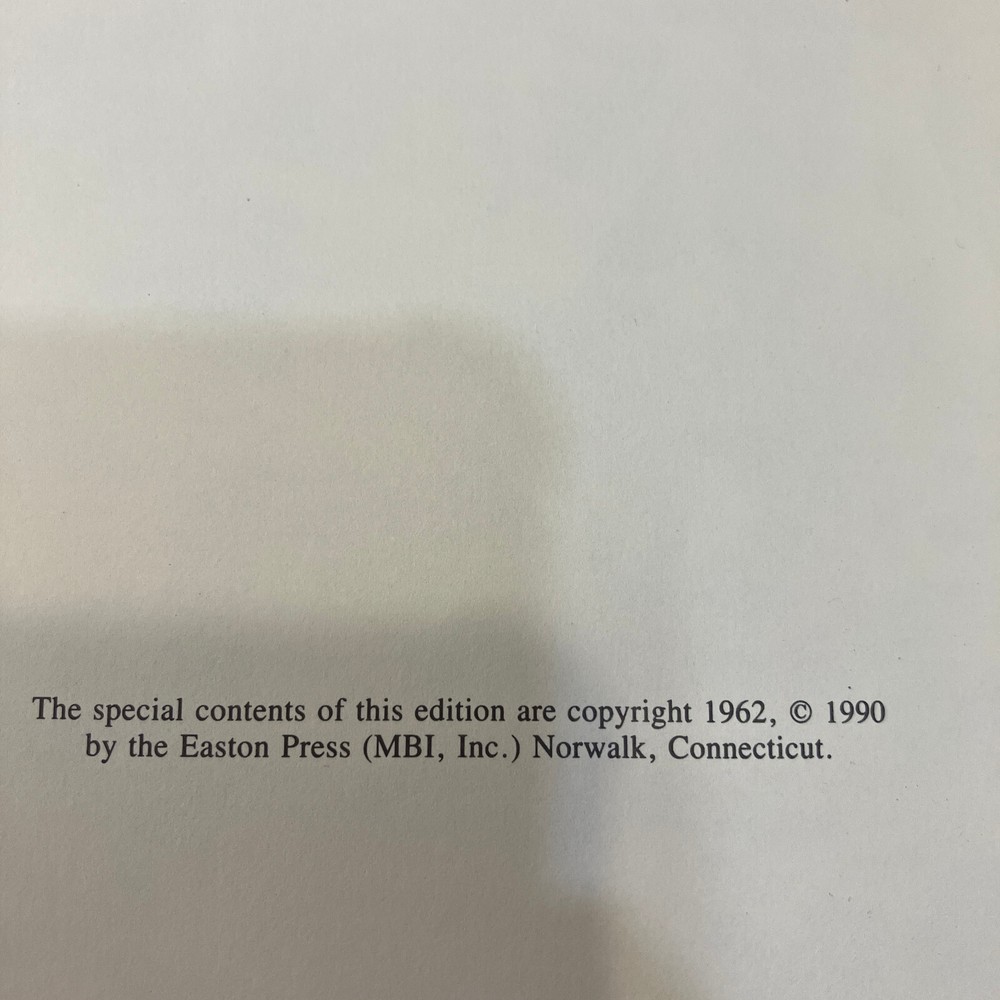 The special contents of this edition are copyright 1962, © 1990
by the Easton Press (MBI, Inc.) Norwalk, Connecticut.